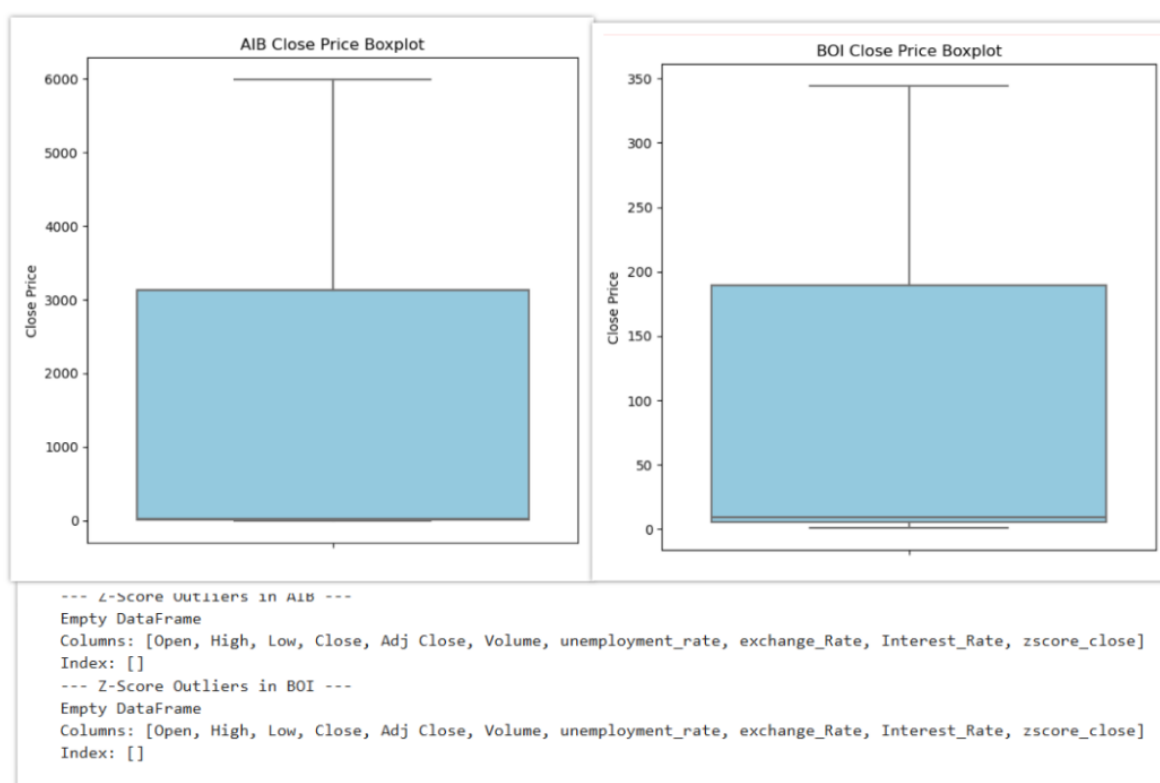 AIB Close Price Boxplot
6000
5000
4000
3000
2000
1000
0
Close Price
BOI Close Price Boxplot
350
300
250
200
150
100
50
0
Close Price
--- Z-Score Outliers in AIB ---
Empty DataFrame
Columns: [Open, High, Low, Close, Adj Close, Volume, unemployment_rate, exchange_Rate, Interest_Rate, zscore_close]
Index: []
--- Z-Score Outliers in BOI ---
Empty DataFrame
Columns: [Open, High, Low, Close, Adj Close, Volume, unemployment_rate, exchange_Rate, Interest_Rate, zscore_close]
Index: []